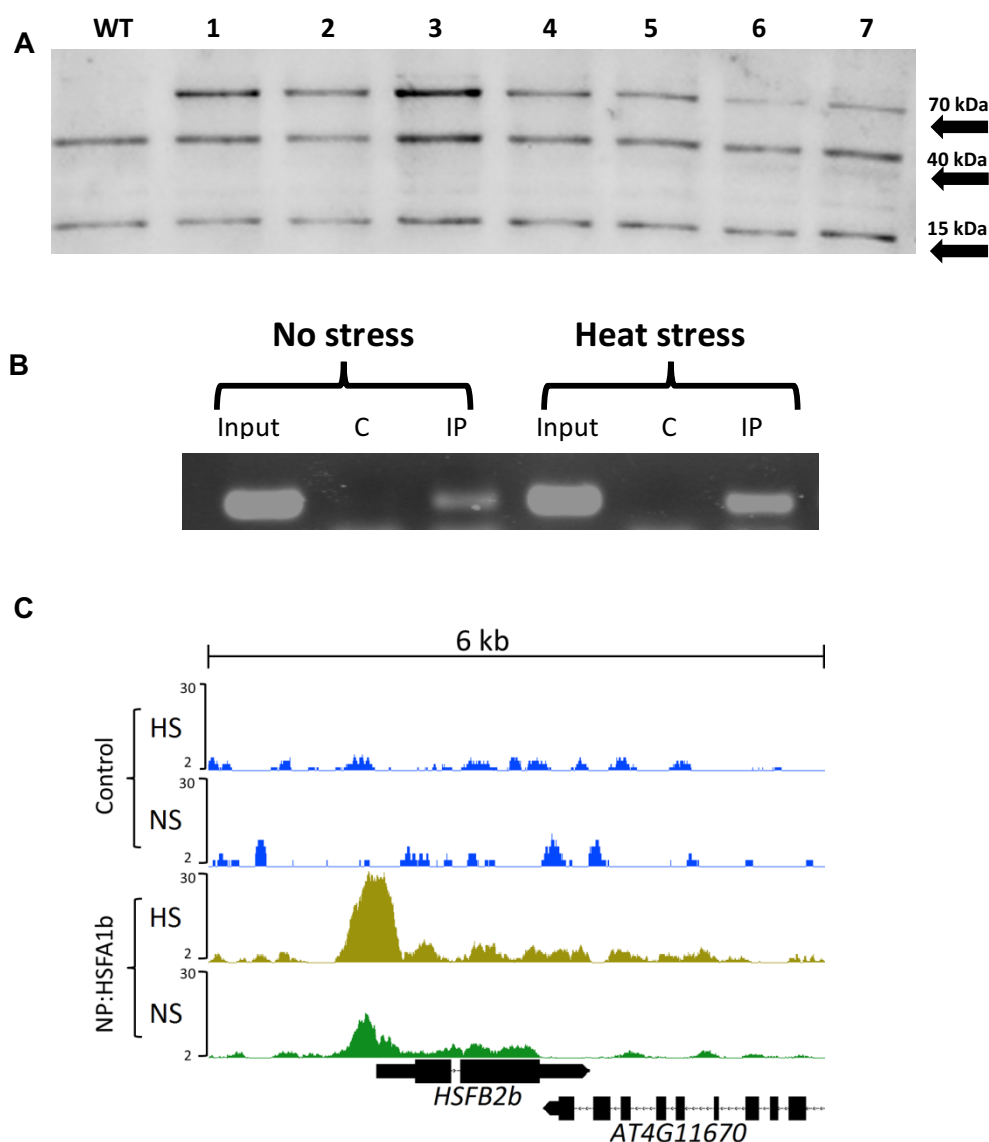 A
WT 1 2 3 4 5 6 7
70 kDa
40 kDa
15 kDa
B
No stress Heat stress
Input C IP Input C IP
C
6 kb
Control
HS
30
2
NS
30
2
NP:HSFA1b
HS
30
2
NS
30
2
HSFB2b
AT4G11670